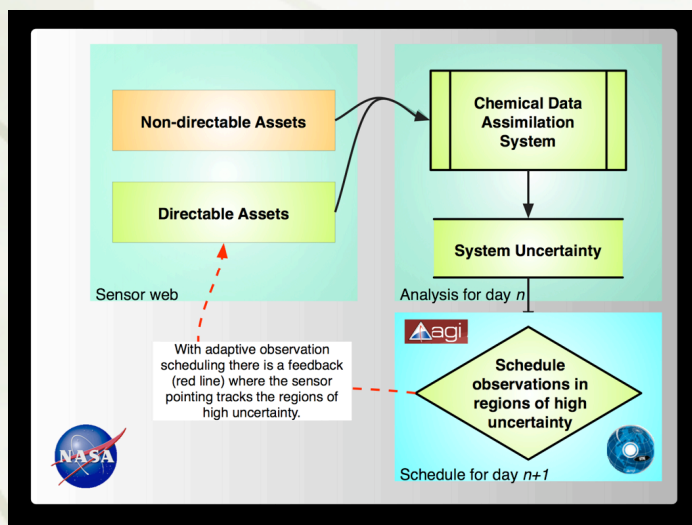 Non-directable Assets
Directable Assets
Sensor web
Chemical Data
Assimilation
System
System Uncertainty
Analysis for day n
With adaptive observation
scheduling there is a feedback
(red line) where the sensor
pointing tracks the regions of
high uncertainty.
agi
Schedule
observations in
regions of high
uncertainty
Schedule for day n+1
NASA